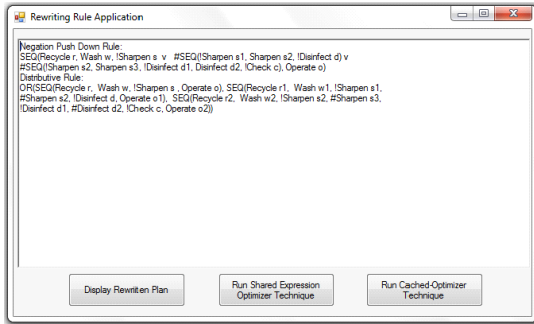 Rewriting Rule Application
Negation Push Down Rule:
SEQ(Recycle r, Wash w, !Sharpen s v #SEQ(!Sharpen s1, Sharpen s2, !Disinfect d) v
#SEQ(!Sharpen s2, Sharpen s3, !Disinfect d1, Disinfect d2, !Check c), Operate o)
Distributive Rule:
OR(SEQ(Recycle r, Wash w, !Sharpen s , Operate o), SEQ(Recycle r1, Wash w1, !Sharpen s1,
#Sharpen s2, !Disinfect d, Operate o1), SEQ(Recycle r2, Wash w2, !Sharpen s2, #Sharpen s3,
!Disinfect d1, #Disinfect d2, !Check c, Operate o2))
Display Rewriten Plan
Run Shared Expression
Optimizer Technique
Run Cached-Optimizer
Technique